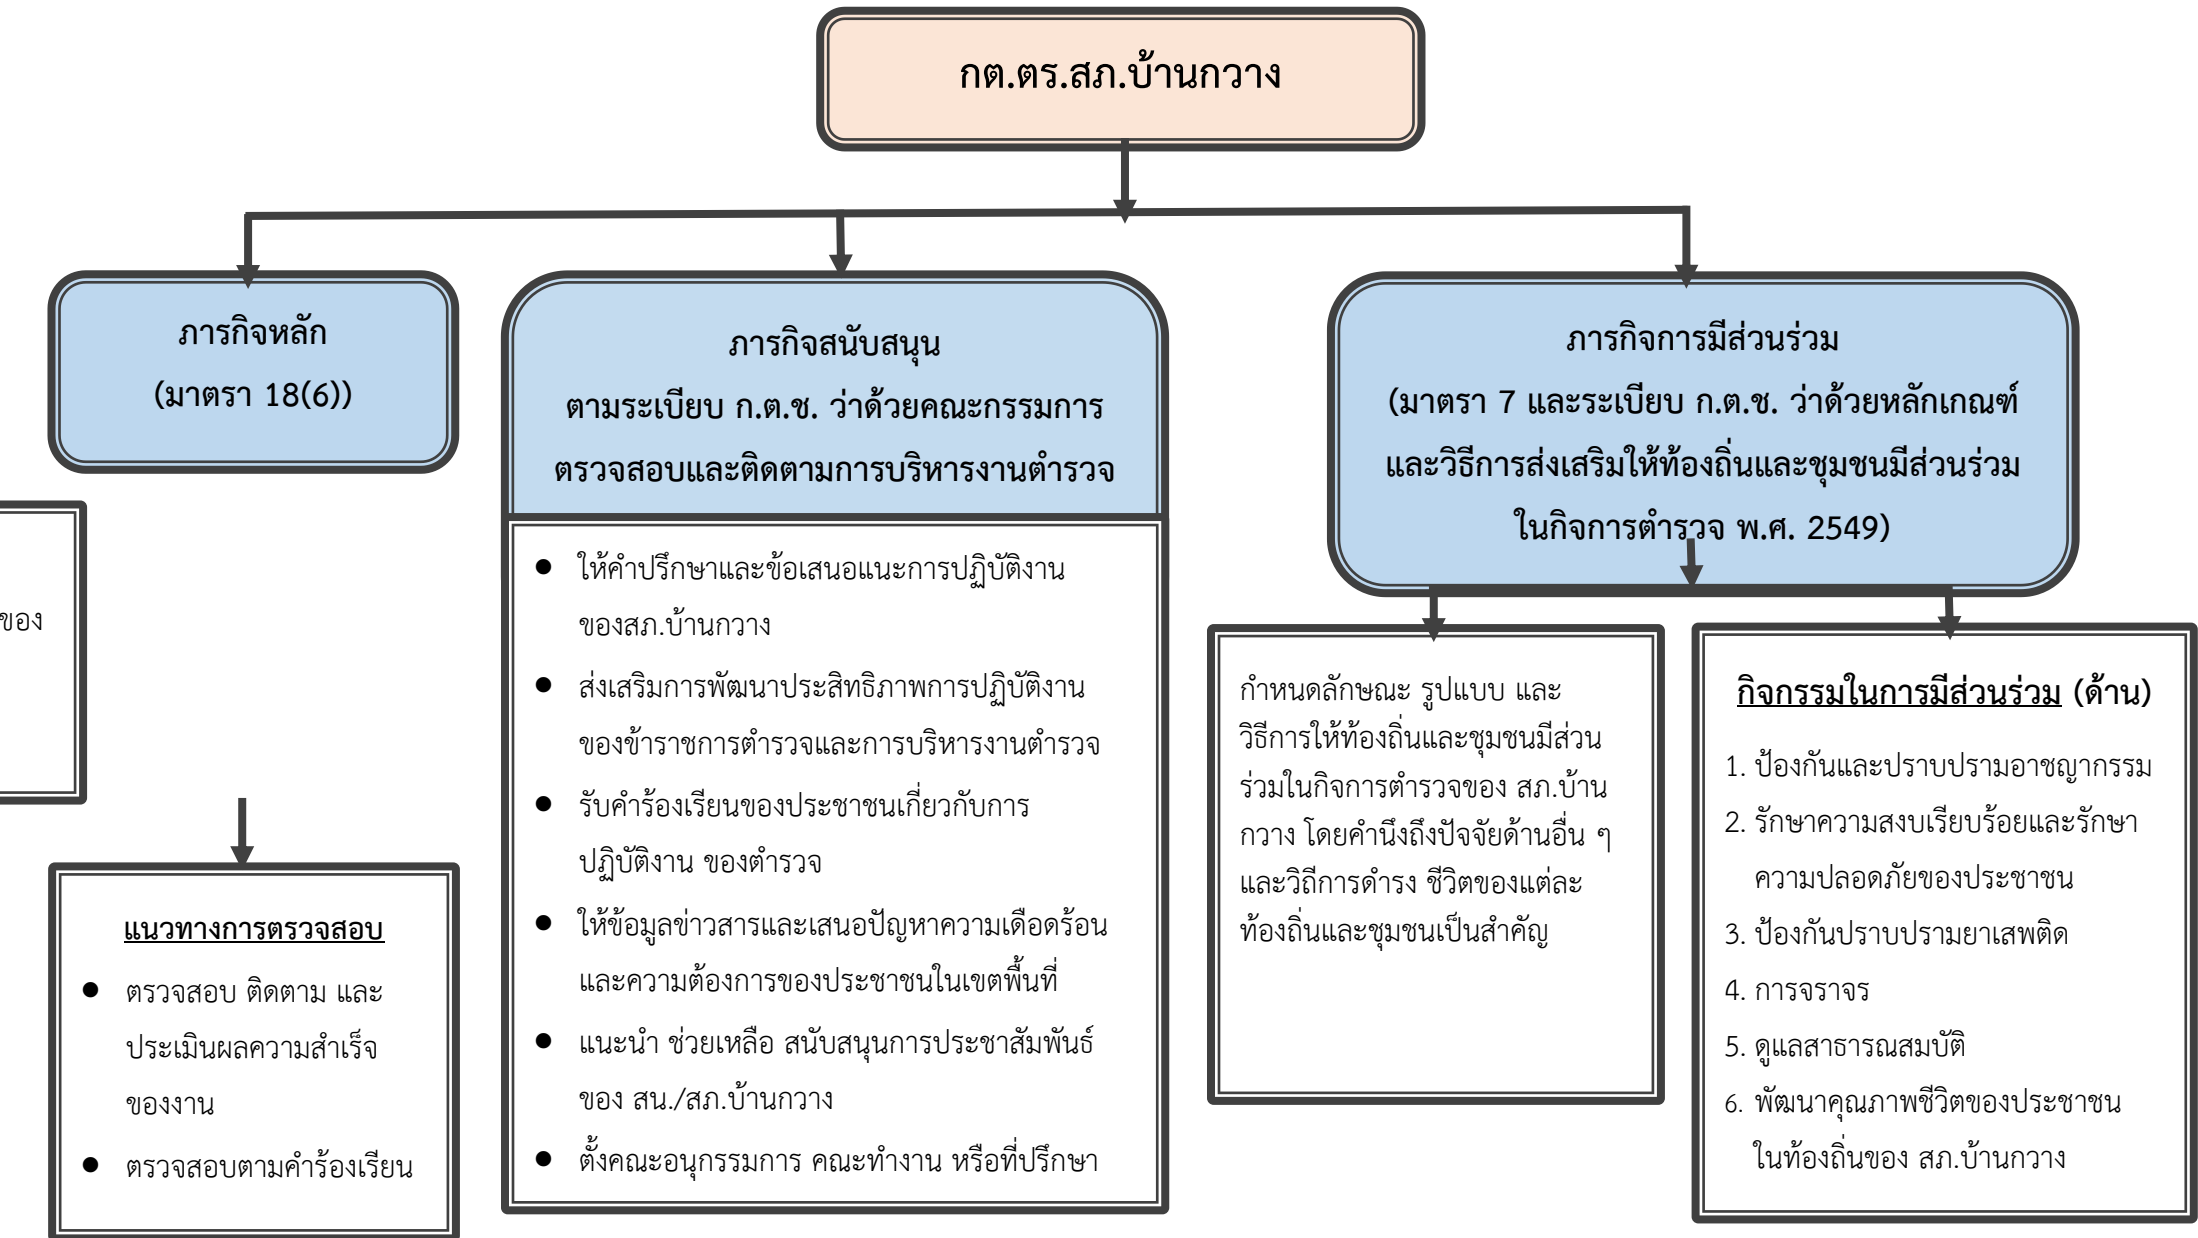 กต.ตร.สภ.บ้านกวาง
ภารกิจหลัก
(มาตรา 18(6))
ภารกิจสนับสนุน
ตามระเบียบ ก.ต.ช. ว่าด้วยคณะกรรมการ
ตรวจสอบและติดตามการบริหารงานตำรวจ
ภารกิจการมีส่วนร่วม
(มาตรา 7 และระเบียบ ก.ต.ช. ว่าด้วยหลักเกณฑ์
และวิธีการส่งเสริมให้ท้องถิ่นและชุมชนมีส่วนร่วม
ในกิจการตำรวจ พ.ศ. 2549)
ของ
แนวทางการตรวจสอบ
● ตรวจสอบ ติดตาม และ
ประเมินผลความสำเร็จ
ของงาน
● ตรวจสอบตามคำร้องเรียน
● ให้คำปรึกษาและข้อเสนอแนะการปฏิบัติงาน
ของสภ.บ้านกวาง
● ส่งเสริมการพัฒนาประสิทธิภาพการปฏิบัติงาน
ของข้าราชการตำรวจและการบริหารงานตำรวจ
● รับคำร้องเรียนของประชาชนเกี่ยวกับการ
ปฏิบัติงาน ของตำรวจ
● ให้ข้อมูลข่าวสารและเสนอปัญหาความเดือดร้อน
และความต้องการของประชาชนในเขตพื้นที่
● แนะนำ ช่วยเหลือ สนับสนุนการประชาสัมพันธ์
ของ สน./สภ.บ้านกวาง
● ตั้งคณะอนุกรรมการ คณะทำงาน หรือที่ปรึกษา
กำหนดลักษณะ รูปแบบ และ
วิธีการให้ท้องถิ่นและชุมชนมีส่วน
ร่วมในกิจการตำรวจของ สภ.บ้าน
กวาง โดยคำนึงถึงปัจจัยด้านอื่น ๆ
และวิถีการดำรง ชีวิตของแต่ละ
ท้องถิ่นและชุมชนเป็นสำคัญ
กิจกรรมในการมีส่วนร่วม (ด้าน)
1. ป้องกันและปราบปรามอาชญากรรม
2. รักษาความสงบเรียบร้อยและรักษา
ความปลอดภัยของประชาชน
3. ป้องกันปราบปรามยาเสพติด
4. การจราจร
5. ดูแลสาธารณสมบัติ
6. พัฒนาคุณภาพชีวิตของประชาชน
ในท้องถิ่นของ สภ.บ้านกวาง